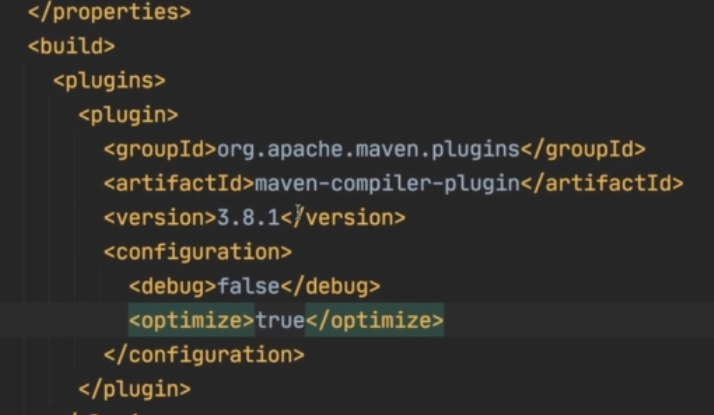 </properties>
<build>
<plugins>
<plugin>
<groupId>org.apache.maven.plugins</groupId>
<artifactId>maven-compiler-plugin</artifactId>
<version>3.8.1</version>
<configuration>
<debug>false</debug>
<optimize>true</optimize>
</configuration>
</plugin>